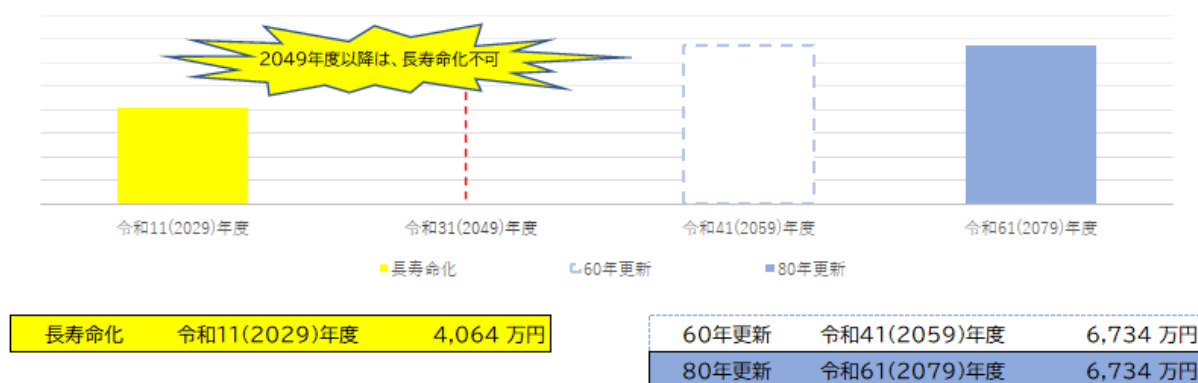 2049年度以降は、長寿命化不可
令和11(2029)年度 令和31(2049)年度 令和41(2059)年度 令和61(2079)年度
長寿命化 60年更新 80年更新
長寿命化 令和11(2029)年度 4,064 万円
60年更新 令和41(2059)年度 6,734 万円
80年更新 令和61(2079)年度 6,734 万円